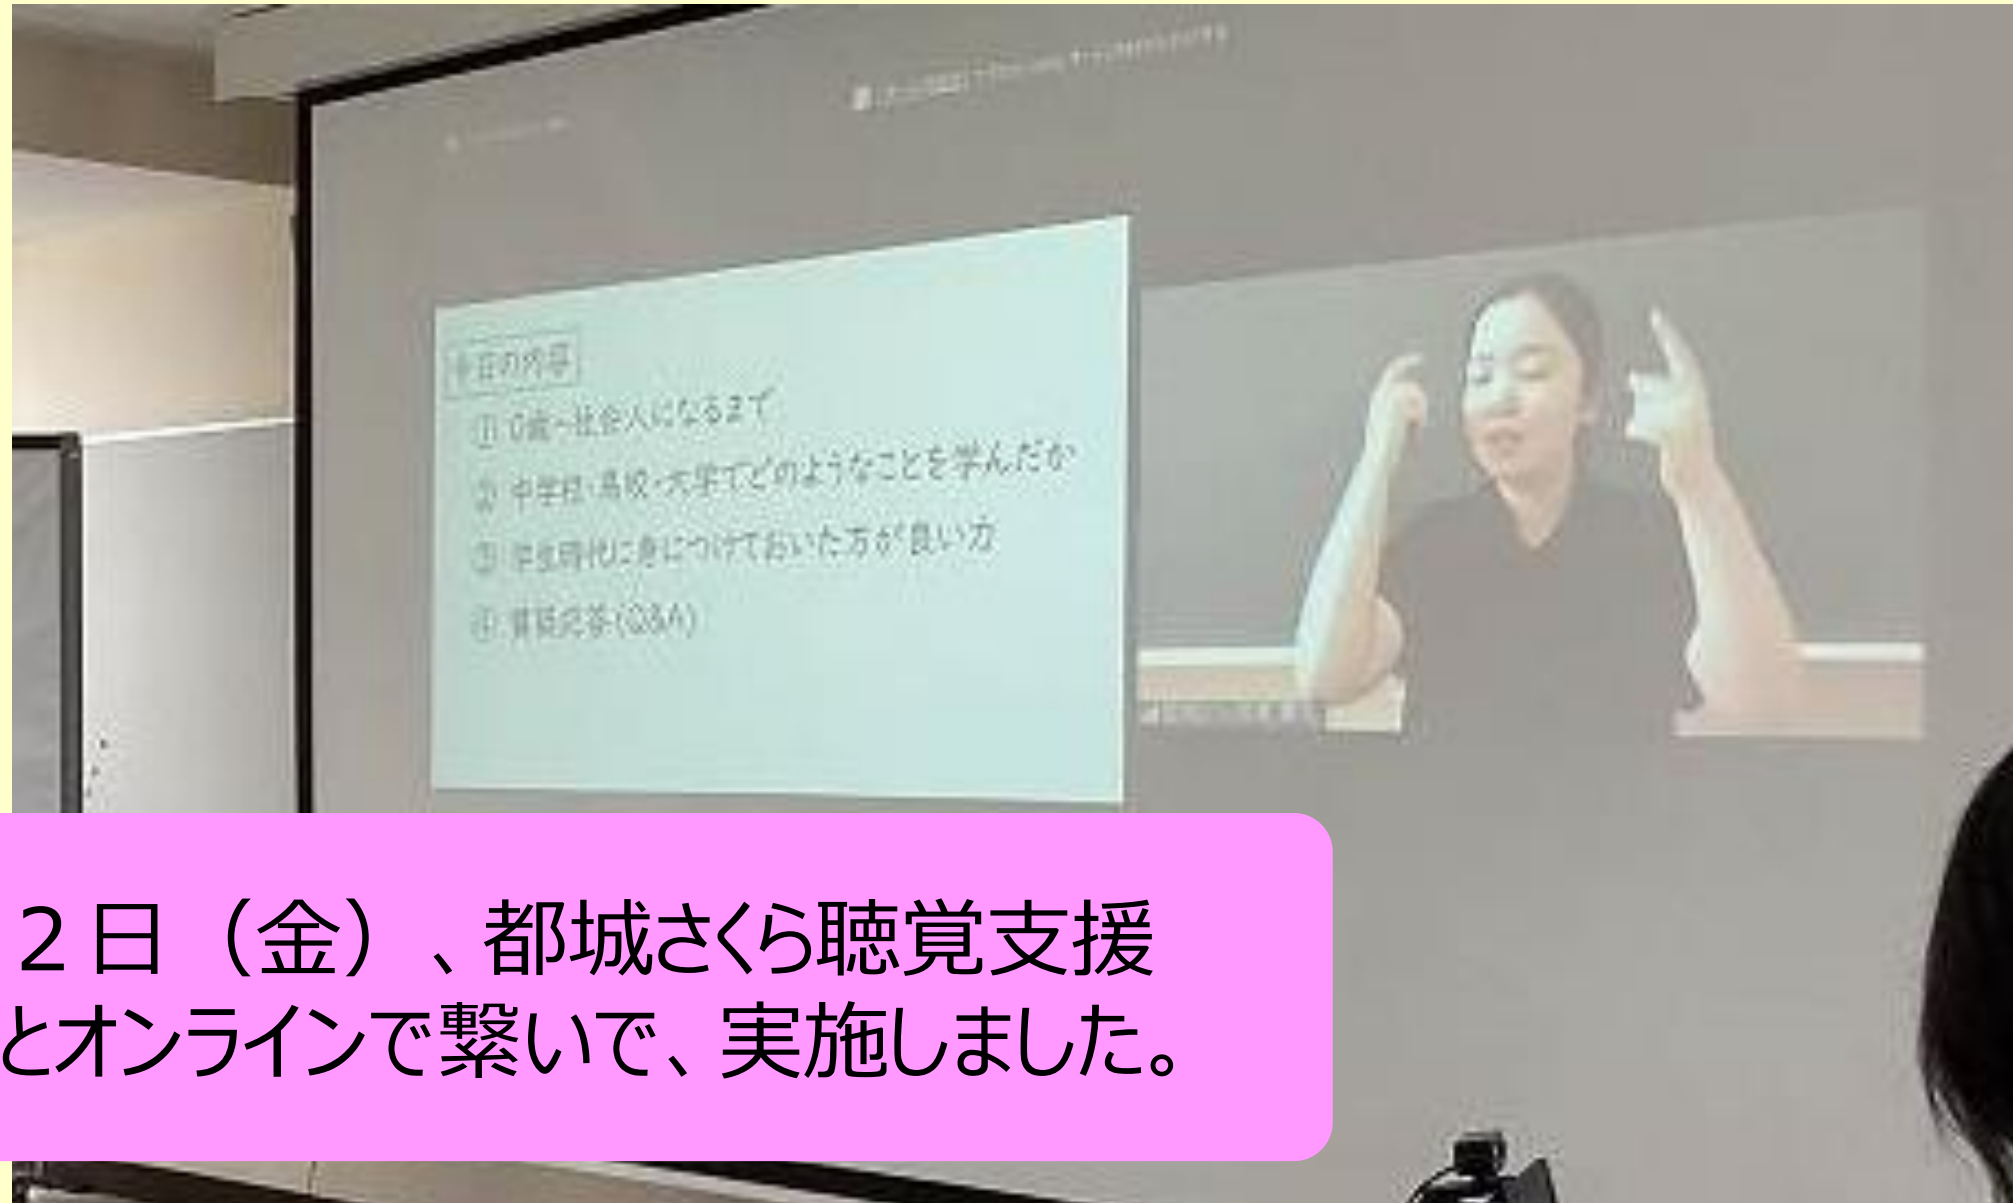 今日の内容
① 0歳~社会人になるまで
② 中学校・高校・大学でどのようなことを学んだか
③ 学生時代に身につけておいた方が良い力
④ 質疑応答(Q&A)
２日（金）、都城さくら聴覚支援
とオンラインで繋いで、実施しました。